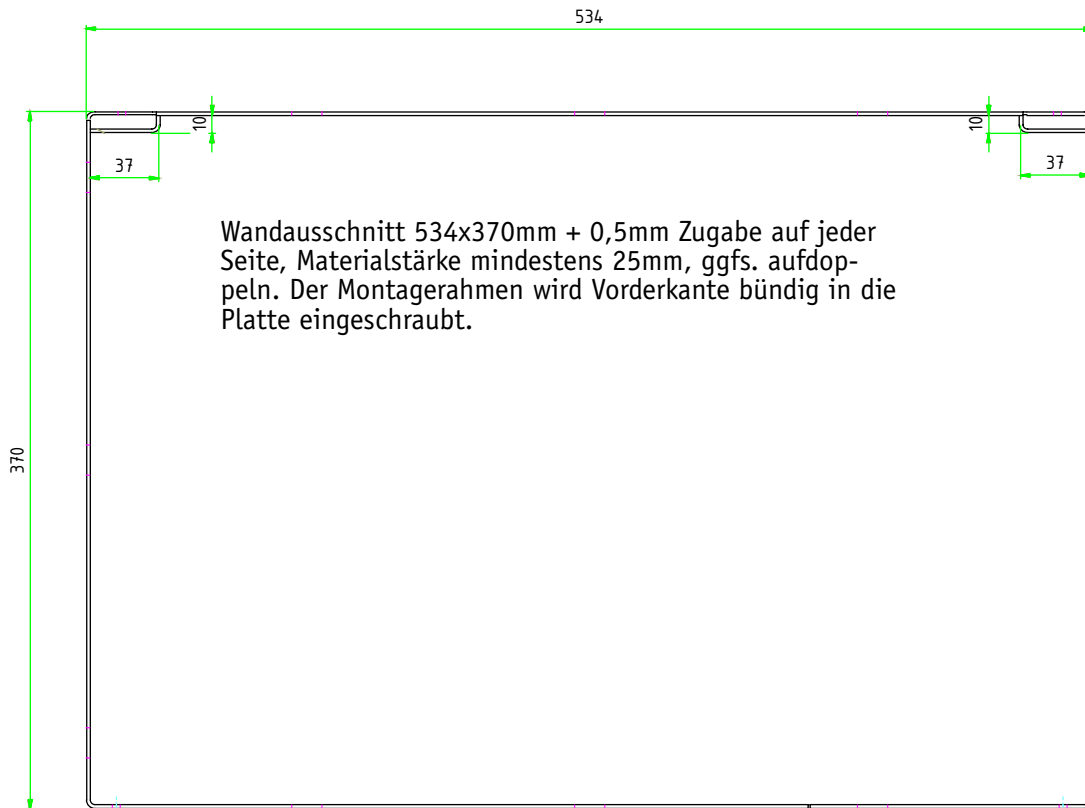 534
10
10
37
37
Wandausschnitt 534x370mm + 0,5mm Zugabe auf jeder
Seite, Materialstärke mindestens 25mm, ggfs. aufdop-
peln. Der Montagerahmen wird Vorderkante bündig in die
Platte eingeschraubt.
370